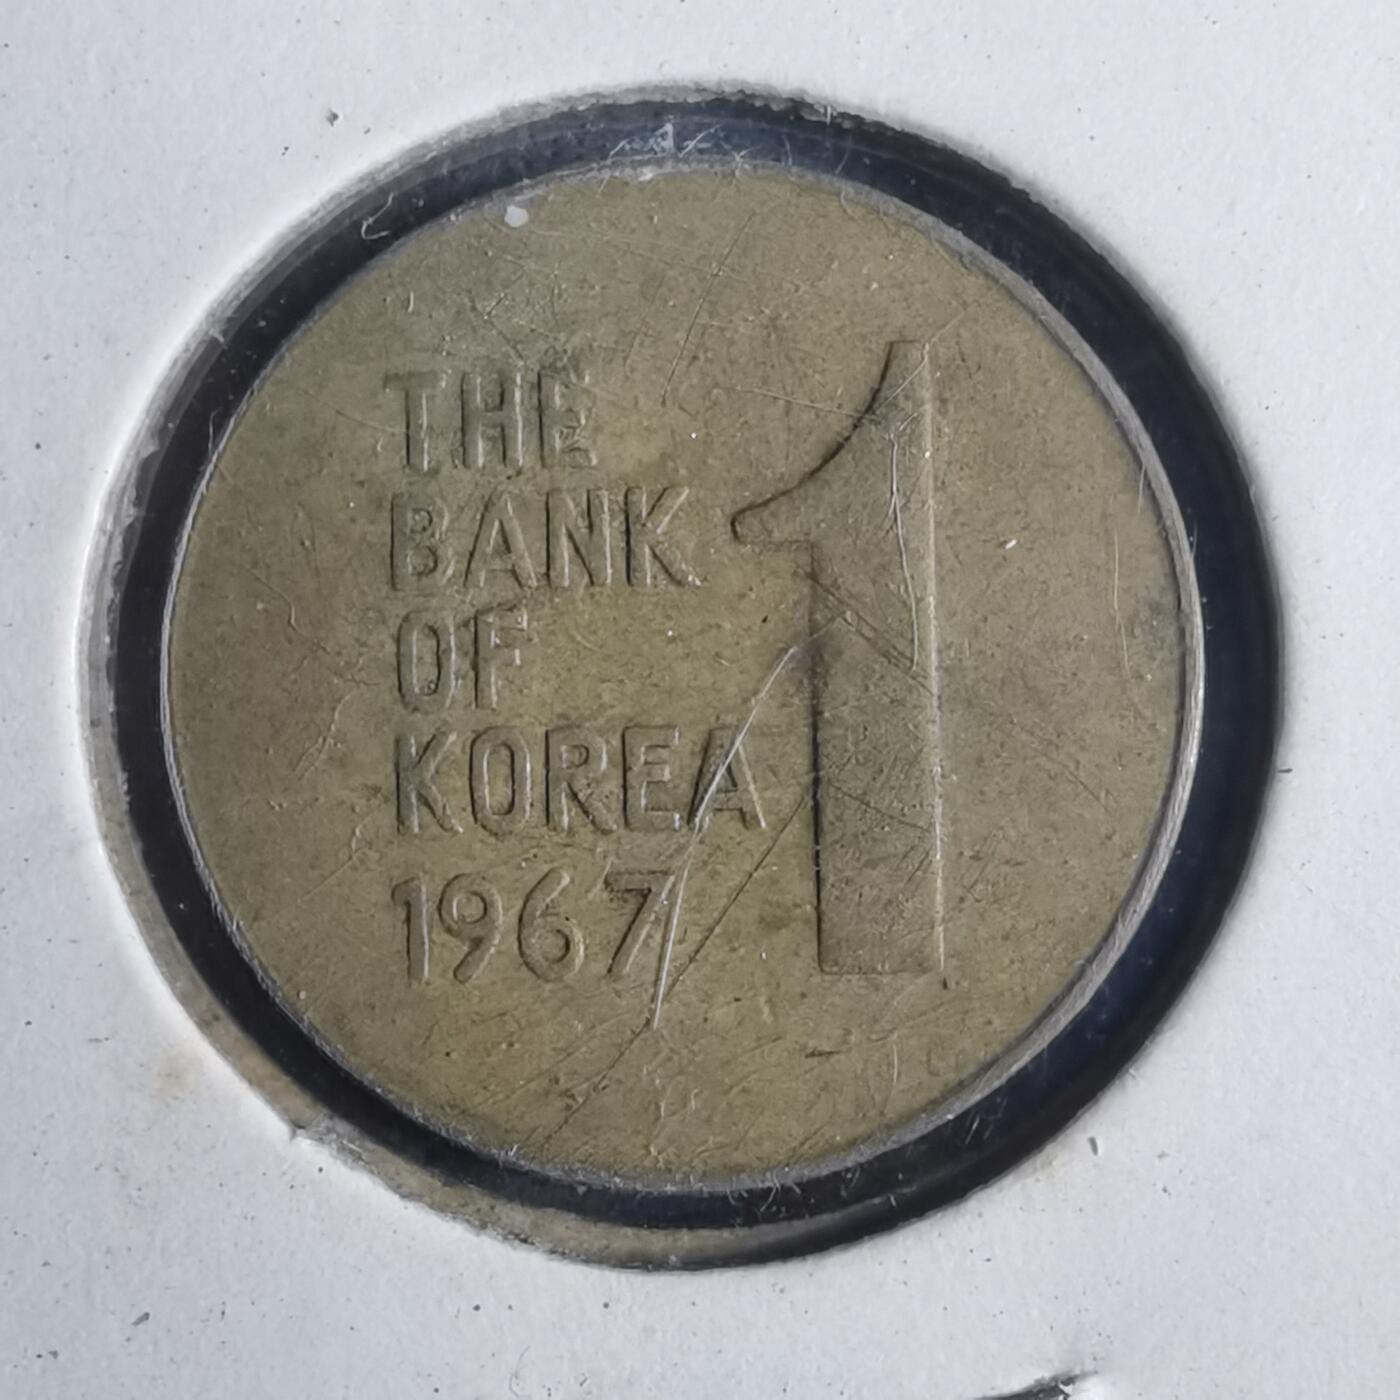 THE
BANK
OF
KOREA
1967
1